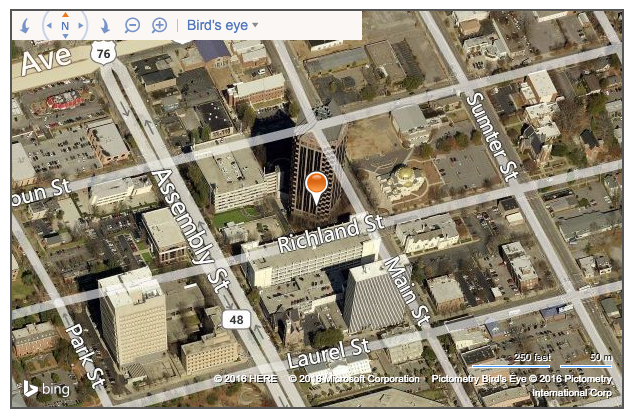 N
Bird's eye
Ave
76
Sumter St
oun St
Assembly St
Richland St
Main St
48
Park St
Laurel St
250 feet 50 m
bing
© 2016 HERE © 2016 Microsoft Corporation Pictometry Bird's Eye © 2016 Pictometry
International Corp